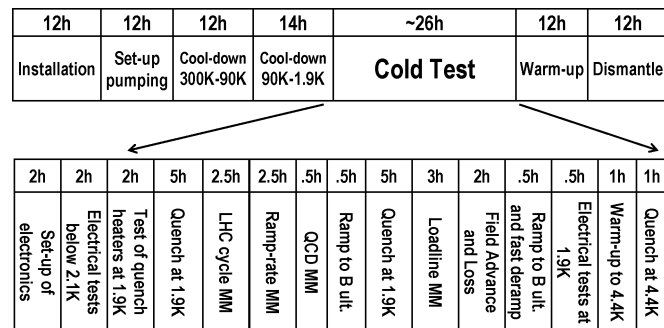 12h 12h 12h 14h ~26h 12h 12h
Installation Set-up pumping Cool-down 300K-90K Cool-down 90K-1.9K Cold Test Warm-up Dismantle
2h 2h 2h 5h 2.5h 2.5h .5h .5h 5h 3h 2h .5h .5h 1h 1h
Set-up of
electronics
Electrical tests
below 2.1K
Test of quench
heaters at 1.9K
Quench at 1.9K
LHC cycle MM
Ramp-rate MM
QCD MM
Ramp to B ult.
Quench at 1.9K
Loadline MM
Field Advance
and Loss
Ramp to B ult.
and fast deramp
Electrical tests at
1.9K
Warm-up to 4.4K
Quench at 4.4K